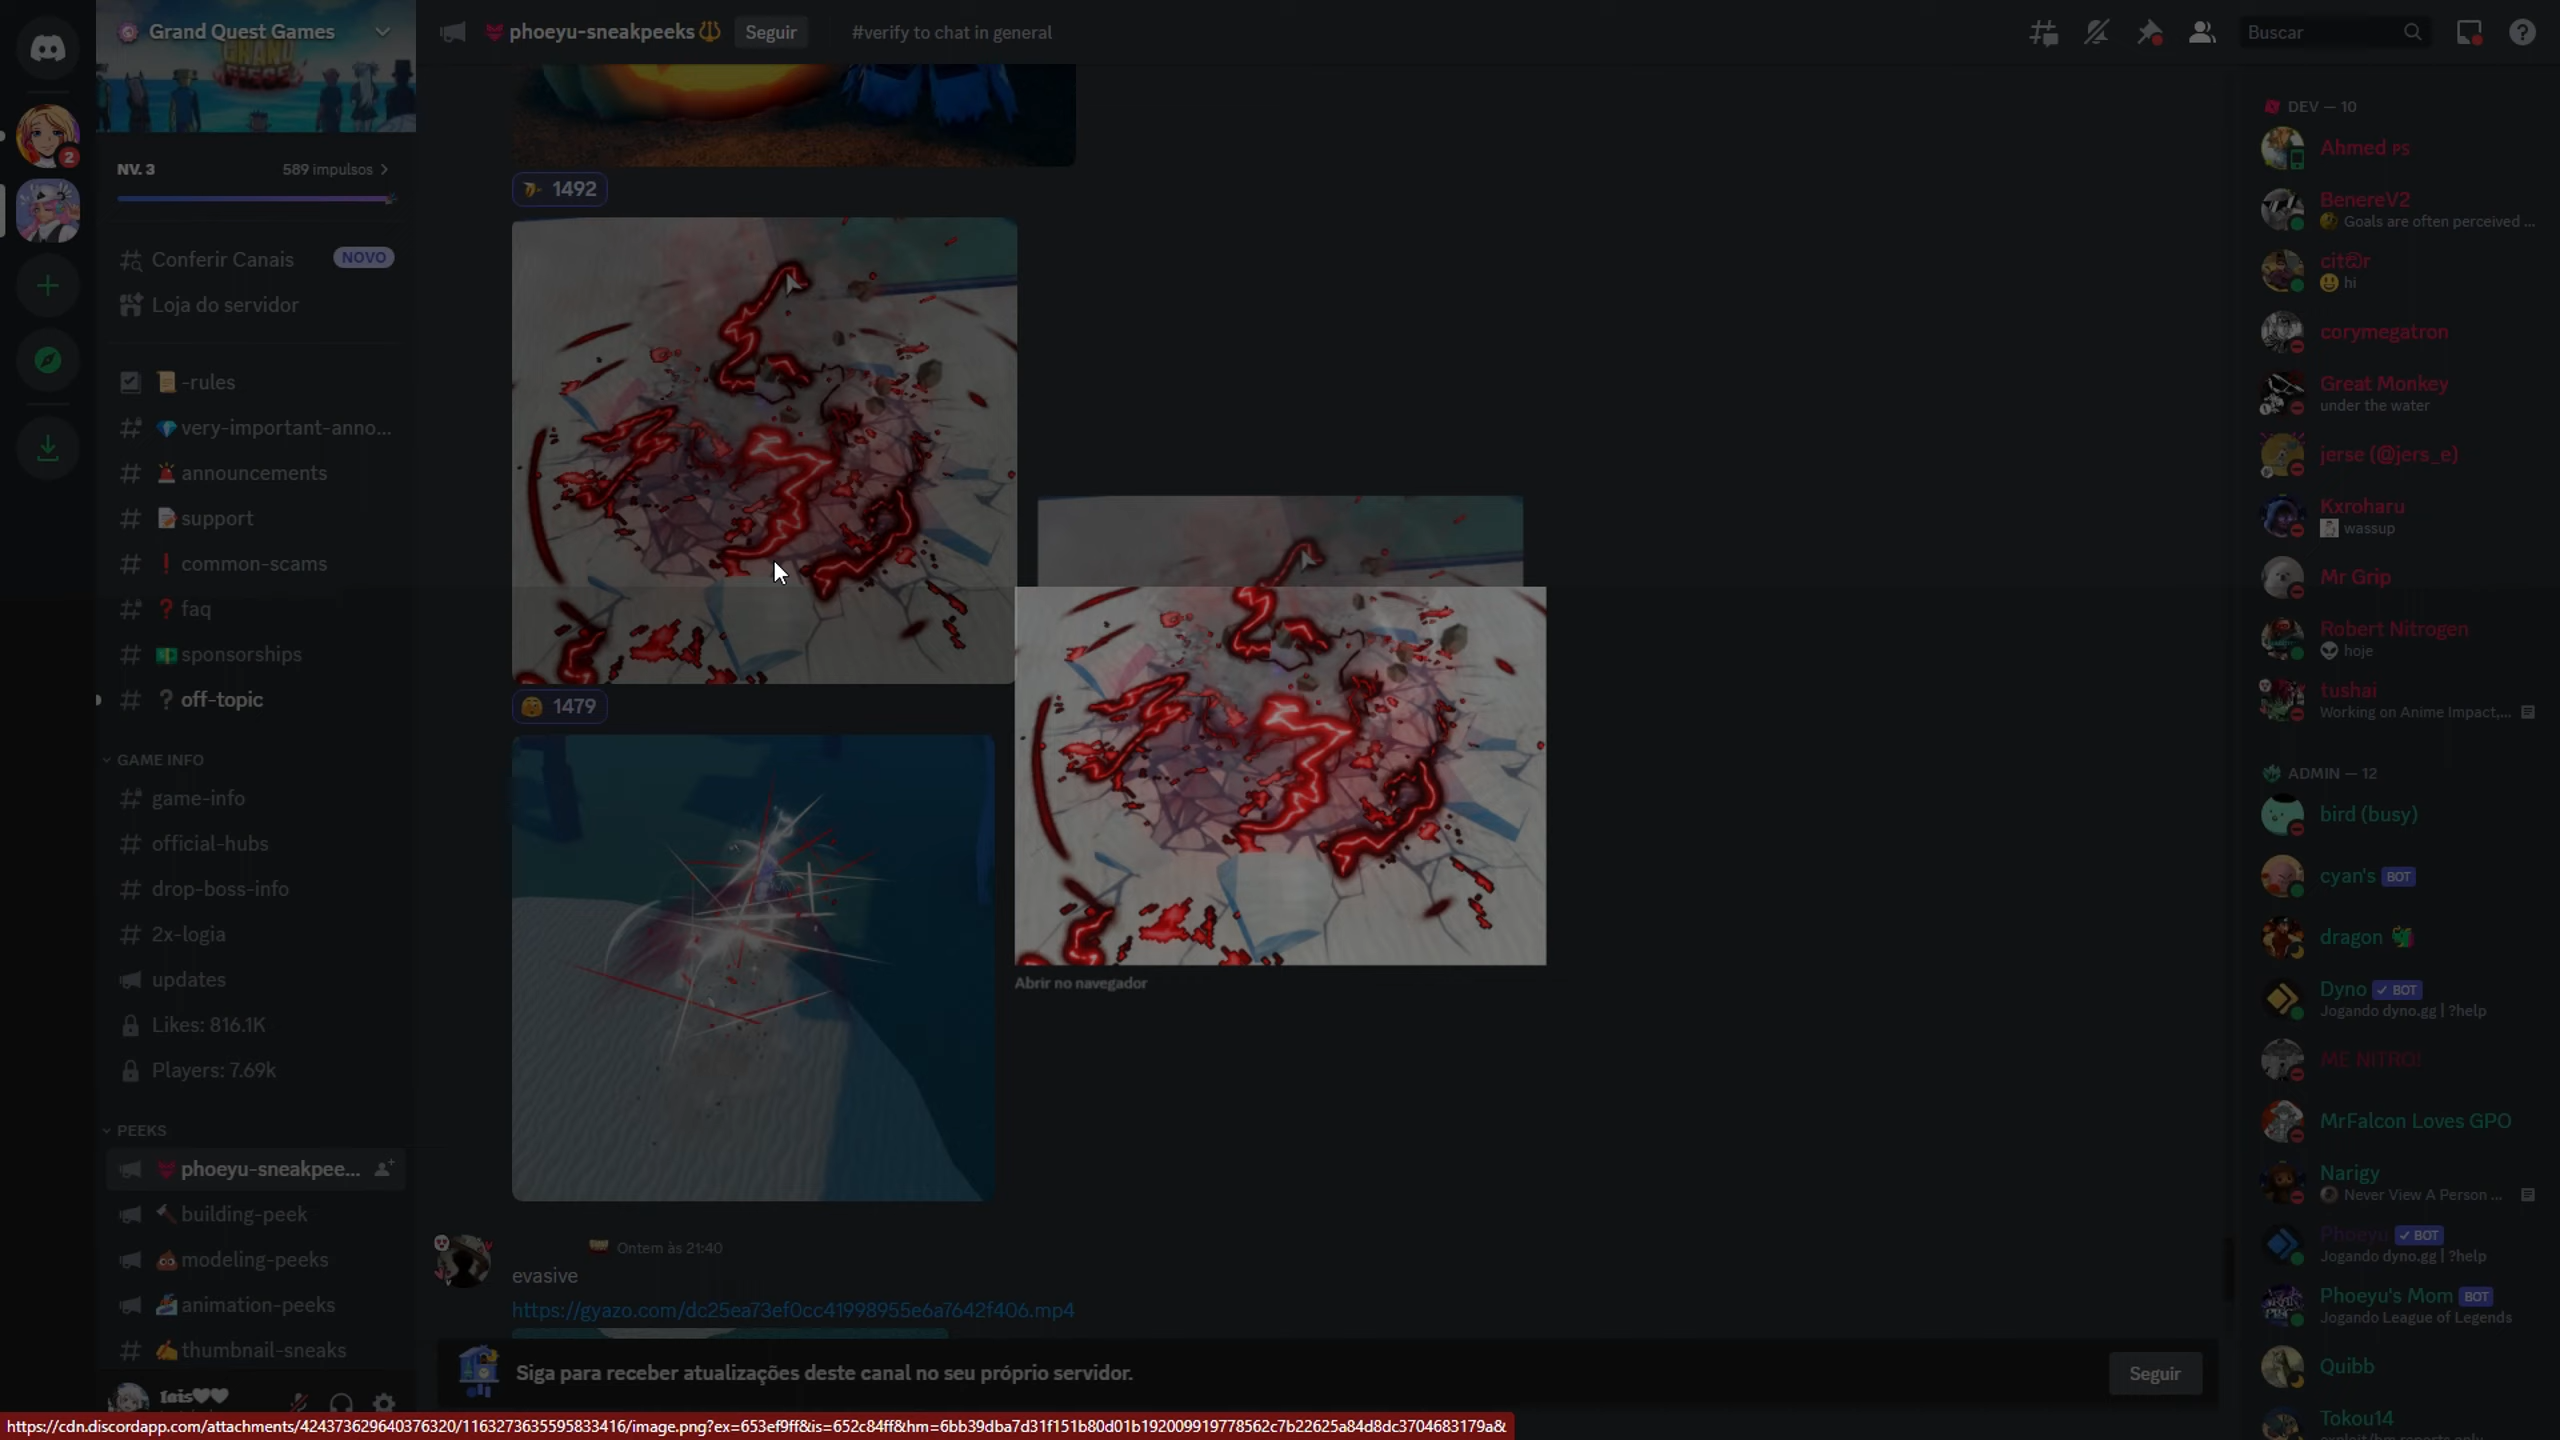 Grand Quest Games
GRAND
PIECE
NV. 3
589 impulsos
Conferir Canais
NOVO
Loja do servidor
-rules
very-important-anno...
announcements
support
common-scams
faq
sponsorships
off-topic
GAME INFO
game-info
official-hubs
drop-boss-info
2x-logia
updates
Likes: 816.1K
Players: 7.69k
PEEKS
phoeyu-sneakpee...
building-peek
modeling-peeks
animation-peeks
thumbnail-sneaks
2
phoeyu-sneakpeeks
Seguir
#verify to chat in general
Buscar
1492
1479
Abrir no navegador
Ontem às 21:40
evasive
https://gyazo.com/dc25ea73ef0cc41998955e6a7642f406.mp4
Siga para receber atualizações deste canal no seu próprio servidor.
Seguir
DEV — 10
Ahmed PS
BenereV2
Goals are often perceived ...
hi
corymegatron
Great Monkey
under the water
jerse (@jers_e)
Kxroharu
wassup
Mr Grip
Robert Nitrogen
hoje
tushai
Working on Anime Impact,...
ADMIN — 12
bird (busy)
cyan's BOT
dragon
Dyno BOT
Jogando dyno.gg | ?help
ME NITRO!
MrFalcon Loves GPO
Narigy
Never View A Person ...
Phoeyu BOT
Jogando dyno.gg | ?help
Phoeyu's Mom BOT
Jogando League of Legends
Quibb
Tokou14
https://cdn.discordapp.com/attachments/424373629640376320/1163273635595833416/image.png?ex=653ef9ff&is=652c84ff&hm=6bb39dba7d31f151b80d01b192009919778562c7b22625a84d8dc3704683179a&